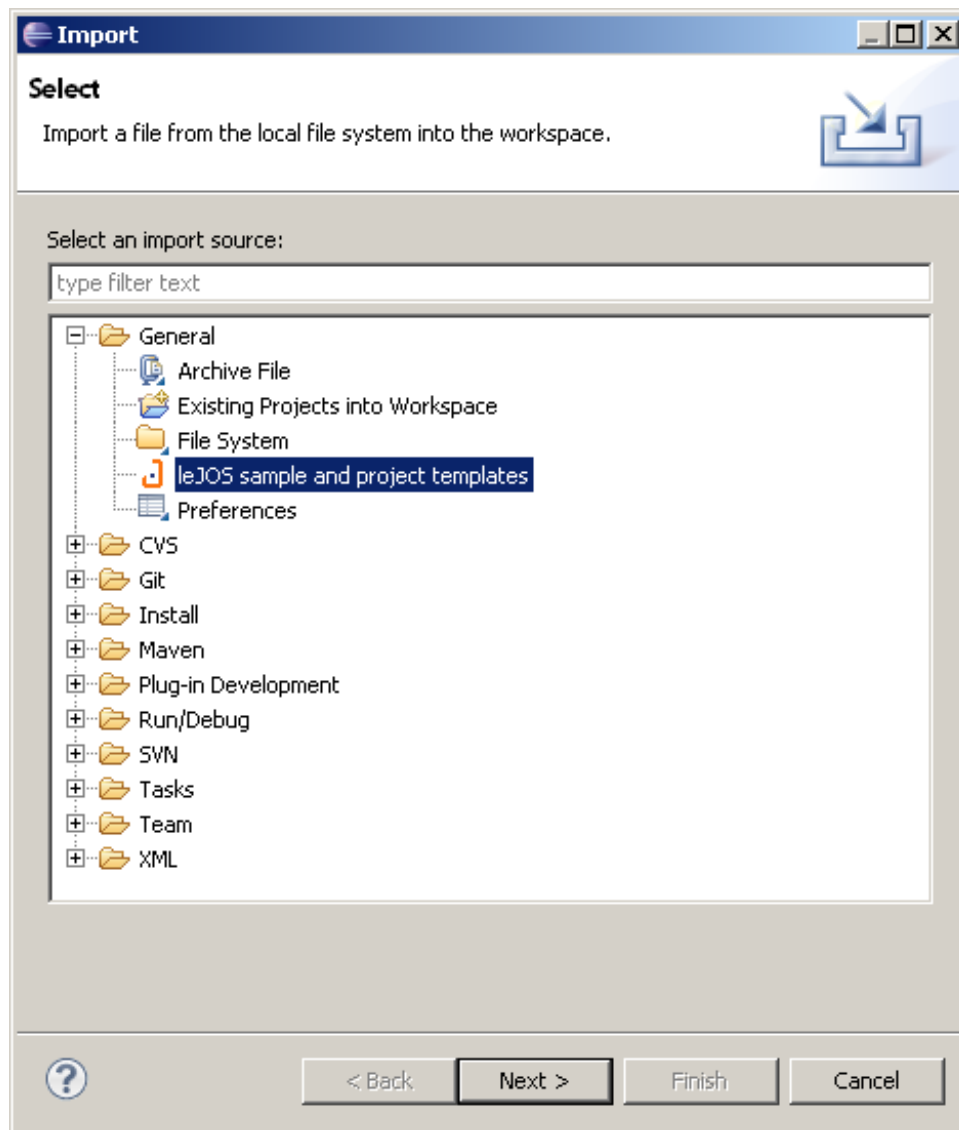 Import
Select
Import a file from the local file system into the workspace.
Select an import source:
type filter text
General
Archive File
Existing Projects into Workspace
File System
leJOS sample and project templates
Preferences
CVS
Git
Install
Maven
Plug-in Development
Run/Debug
SVN
Tasks
Team
XML
? < Back Next > Finish Cancel